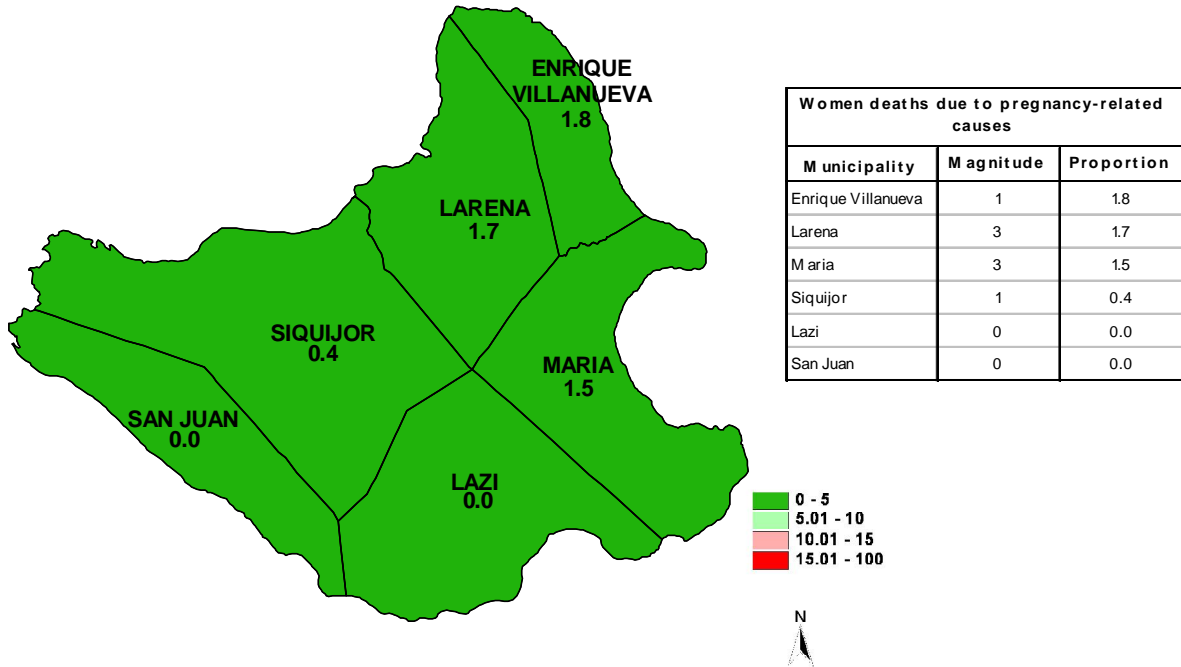 ENRIQUE
VILLANUEVA
1.8
LARENA
1.7
SIQUIJOR
0.4
MARIA
1.5
SAN JUAN
0.0
LAZI
0.0
Women deaths due to pregnancy-related
causes
Municipality Magnitude Proportion
Enrique Villanueva 1 1.8
Larena 3 1.7
Maria 3 1.5
Siquijor 1 0.4
Lazi 0 0.0
San Juan 0 0.0
0 - 5
5.01 - 10
10.01 - 15
15.01 - 100
N